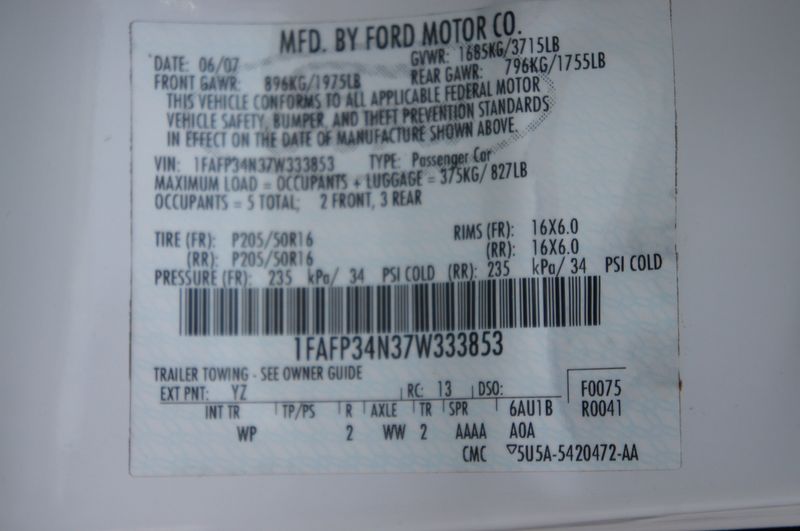 MFD. BY FORD MOTOR CO.
DATE: 06/07 GVWR: 1685KG/3715LB
FRONT GAWR: 896KG/1975LB REAR GAWR: 796KG/1755LB
THIS VEHICLE CONFORMS TO ALL APPLICABLE FEDERAL MOTOR
VEHICLE SAFETY, BUMPER, AND THEFT PREVENTION STANDARDS
IN EFFECT ON THE DATE OF MANUFACTURE SHOWN ABOVE.
VIN: 1FAFP34N37W333853 TYPE: Passenger Car
MAXIMUM LOAD = OCCUPANTS + LUGGAGE = 375KG/ 827LB
OCCUPANTS = 5 TOTAL; 2 FRONT, 3 REAR
TIRE (FR): P205/50R16 RIMS (FR): 16X6.0
(RR): P205/50R16 (RR): 16X6.0
PRESSURE (FR): 235 kPa/ 34 PSI COLD (RR): 235 kPa/ 34 PSI COLD
1FAFP34N37W333853
TRAILER TOWING - SEE OWNER GUIDE
EXT PNT: YZ RC: 13 DSO: F0075
INT TR TP/PS R AXLE TR SPR 6AU1B R0041
WP 2 WW 2 AAAA A0A
CMC ▽5U5A-5420472-AA